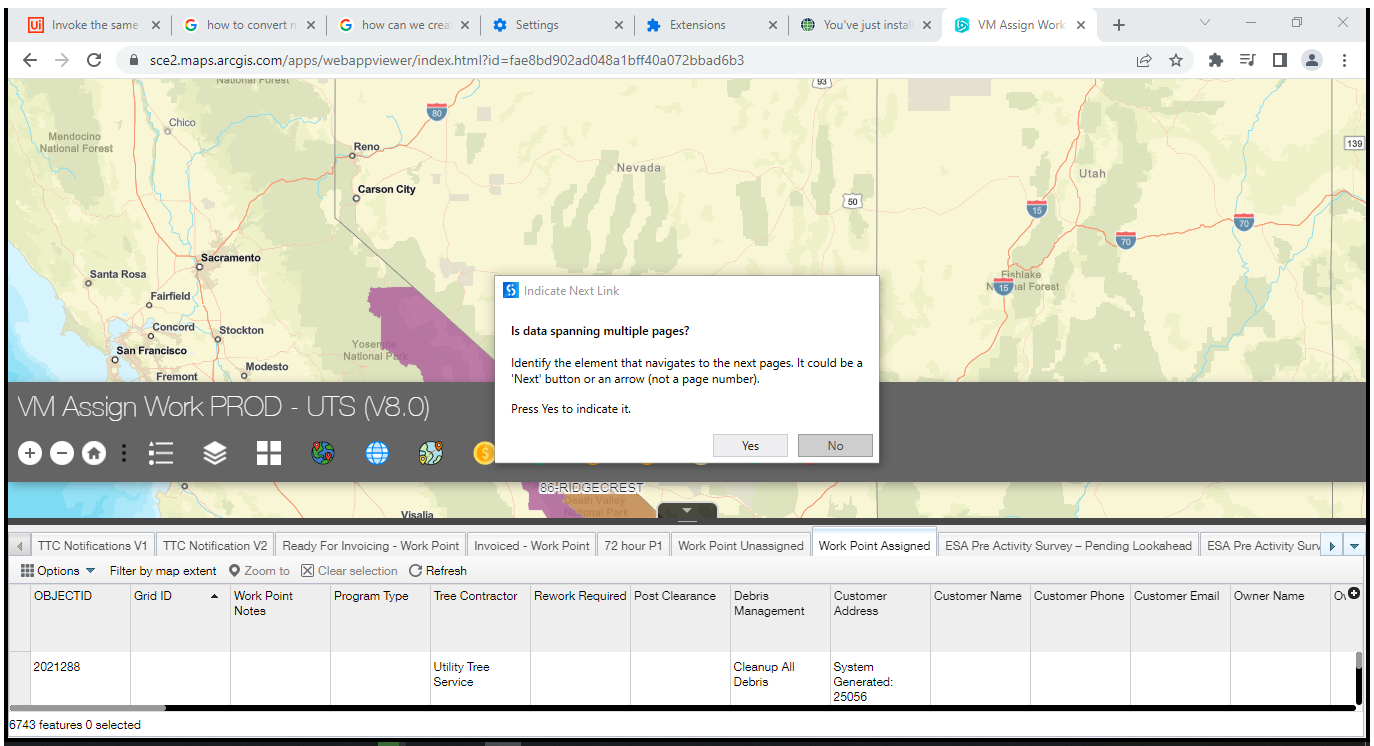 Invoke the same
how to convert n
how can we crea
Settings
Extensions
You've just instal
VM Assign Work
sce2.maps.arcgis.com/apps/webappviewer/index.html?id=fae8bd902ad048a1bff40a072bbad6b3
National Forest
93
Chico
80
Mendocino
National Forest
Reno
139
Nevada
Utah
Carson City
50
15
70
70
Sacramento
Santa Rosa
Fishlake
National Forest
15
Fairfield
Concord
Stockton
San Francisco
Yosemite
National Park
Modesto
Fremont
Indicate Next Link
Is data spanning multiple pages?
Identify the element that navigates to the next pages. It could be a
'Next' button or an arrow (not a page number).
Press Yes to indicate it.
Yes No
VM Assign Work PROD - UTS (V8.0)
86-RIDGECREST
Death Valley
National Park
Visalia
TTC Notifications V1 TTC Notification V2 Ready For Invoicing - Work Point Invoiced - Work Point 72 hour P1 Work Point Unassigned Work Point Assigned ESA Pre Activity Survey – Pending Lookahead ESA Pre Activity Surv
Options Filter by map extent Zoom to Clear selection Refresh
OBJECTID Grid ID Work Point Program Type Tree Contractor Rework Required Post Clearance Debris Customer Customer Name Customer Phone Customer Email Owner Name
Notes Management Address
2021288 Utility Tree Cleanup All System
Service Debris Generated:
25056
6743 features 0 selected